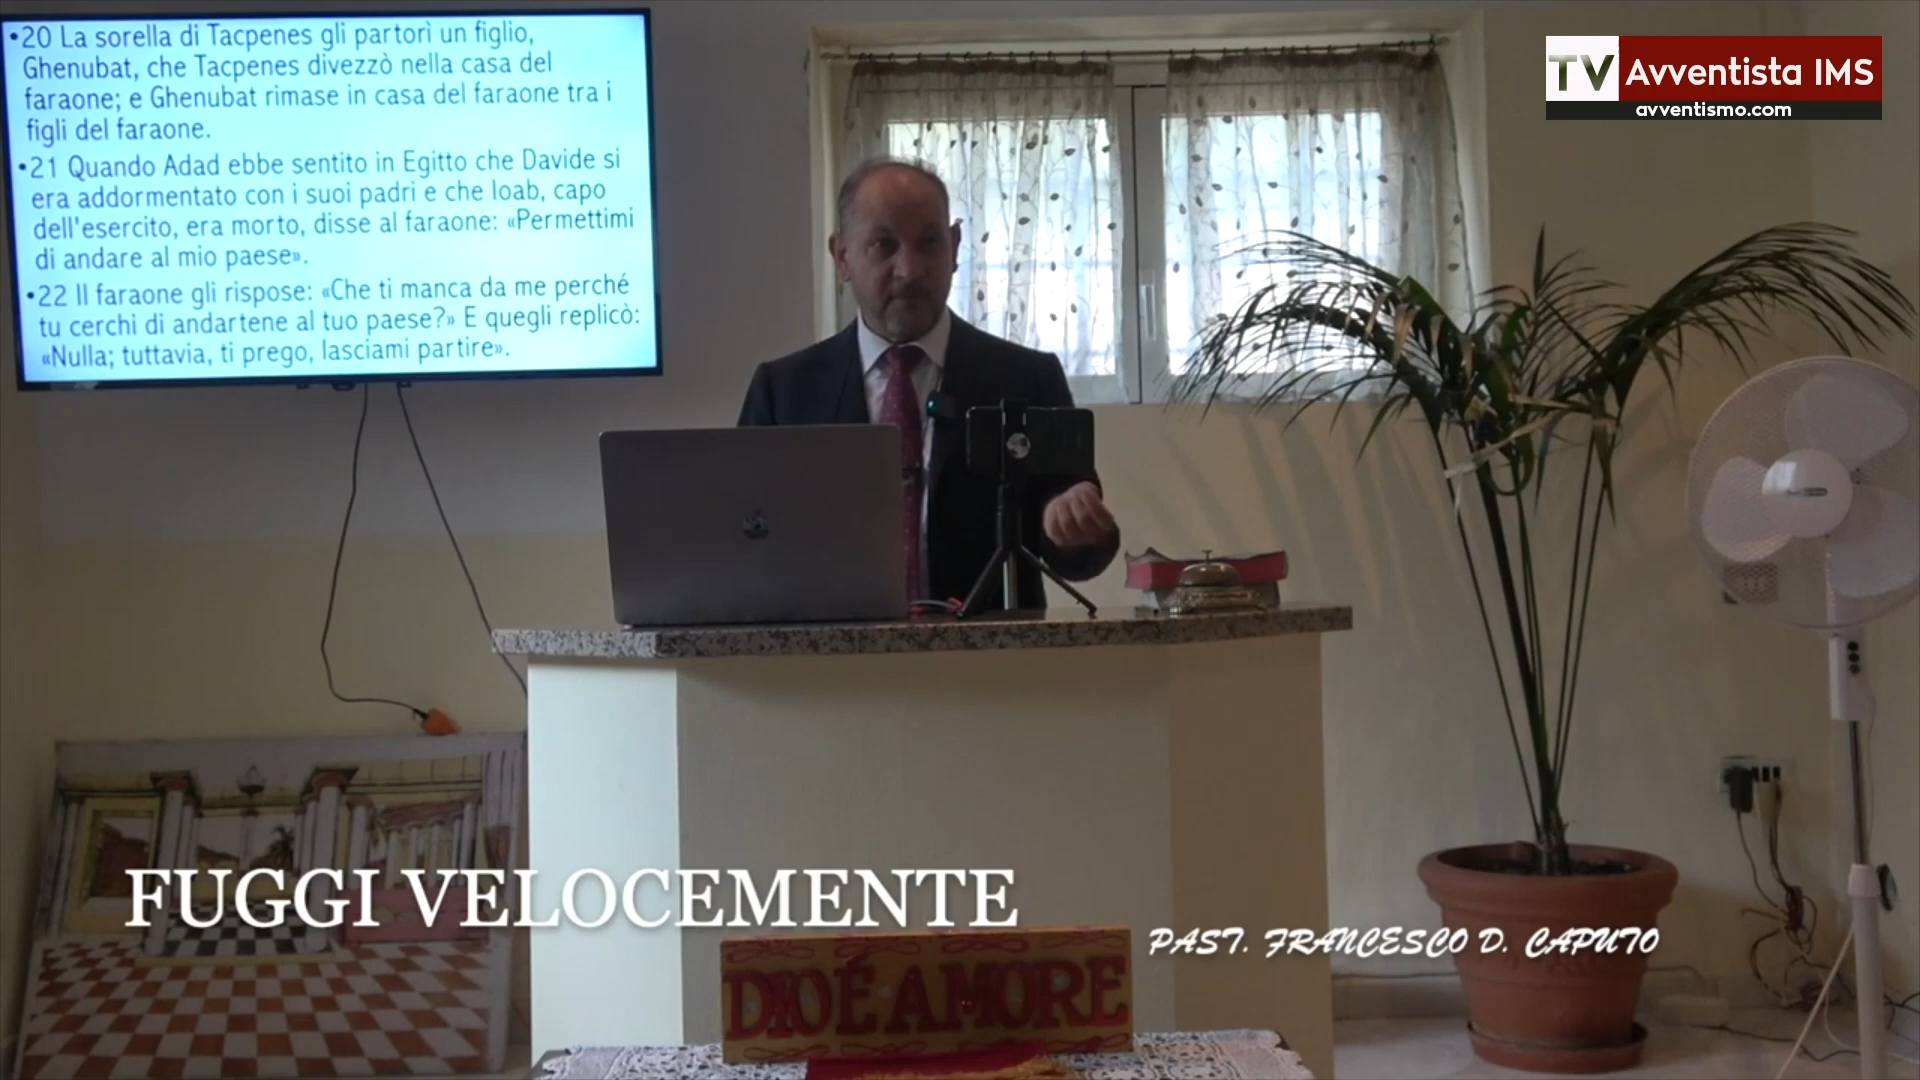 •20 La sorella di Tacpenes gli partorì un figlio,
Ghenubat, che Tacpenes divezzò nella casa del
faraone; e Ghenubat rimase in casa del faraone tra i
figli del faraone.
•21 Quando Adad ebbe sentito in Egitto che Davide si
era addormentato con i suoi padri e che Ioab, capo
dell'esercito, era morto, disse al faraone: «Permettimi
di andare al mio paese».
•22 Il faraone gli rispose: «Che ti manca da me perché
tu cerchi di andartene al tuo paese?» E quegli replicò:
«Nulla; tuttavia, ti prego, lasciami partire».
TV Avventista IMS
avventismo.com
FUGGI VELOCEMENTE
PAST. FRANCESCO D. CAPUTO
DIO É AMORE